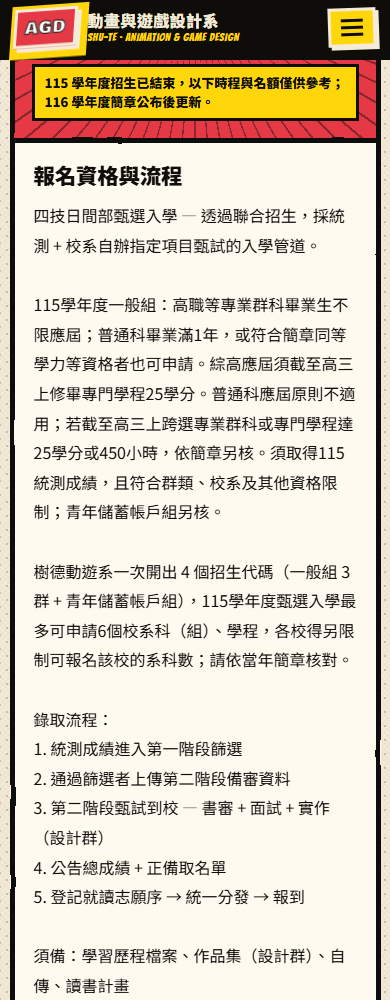 AGD
動畫與遊戲設計系
SHU-TE · ANIMATION & GAME DESIGN
115 學年度招生已結束，以下時程與名額僅供參考；
116 學年度簡章公布後更新。
報名資格與流程
四技日間部甄選入學 — 透過聯合招生，採統
測 + 校系自辦指定項目甄試的入學管道。
115學年度一般組：高職等專業群科畢業生不
限應屆；普通科畢業滿1年，或符合簡章同等
學力等資格者也可申請。綜高應屆須截至高三
上修畢專門學程25學分。普通科應屆原則不適
用；若截至高三上跨選專業群科或專門學程達
25學分或450小時，依簡章另核。須取得115
統測成績，且符合群類、校系及其他資格限
制；青年儲蓄帳戶組另核。
樹德動遊系一次開出 4 個招生代碼（一般組 3
群 + 青年儲蓄帳戶組），115學年度甄選入學最
多可申請6個校系科（組）、學程，各校得另限
制可報名該校的系科數；請依當年簡章核對。
錄取流程：
1. 統測成績進入第一階段篩選
2. 通過篩選者上傳第二階段備審資料
3. 第二階段甄試到校 — 書審 + 面試 + 實作
（設計群）
4. 公告總成績 + 正備取名單
5. 登記就讀志願序 → 統一分發 → 報到
須備：學習歷程檔案、作品集（設計群）、自
傳、讀書計畫